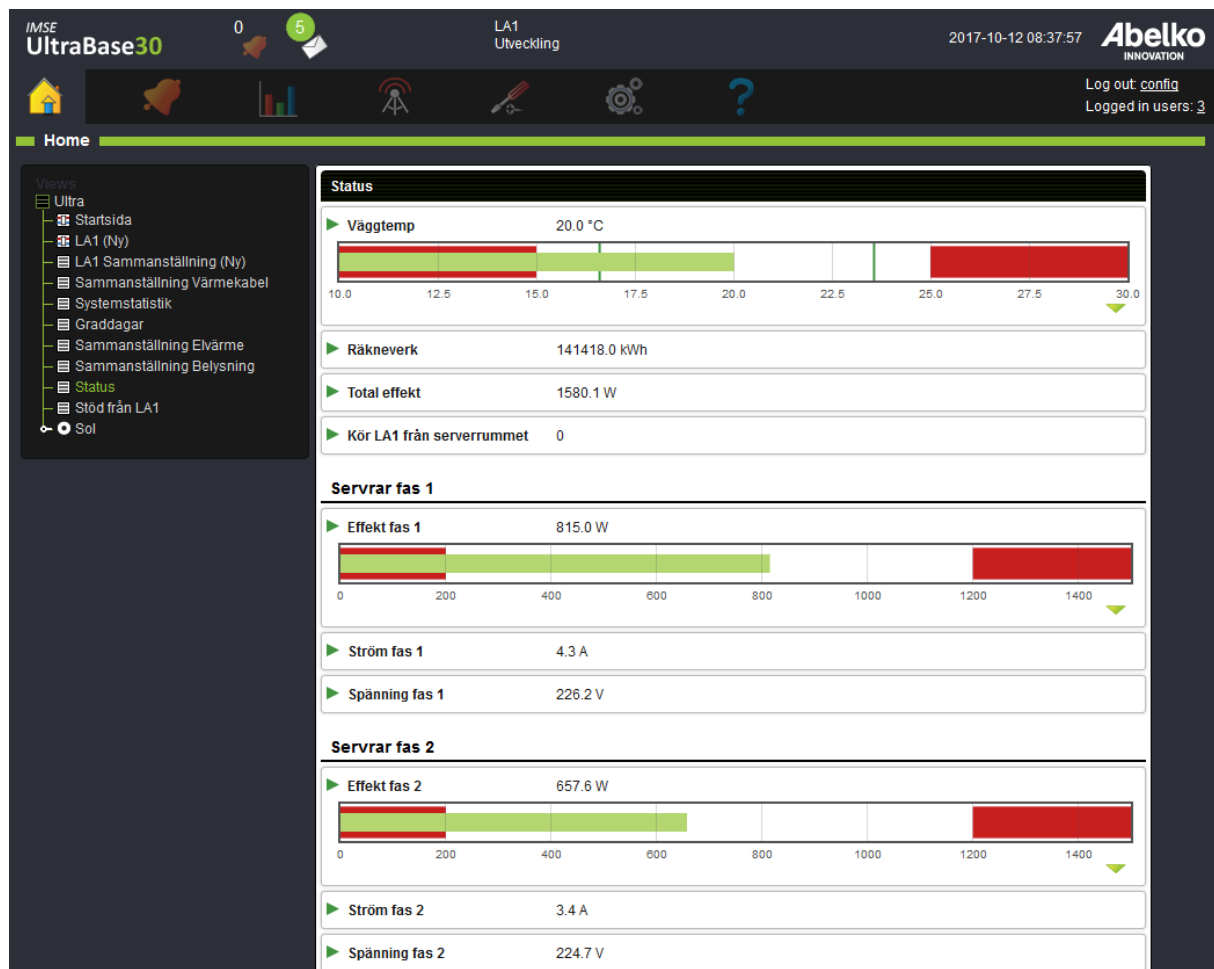 IMSE
UltraBase30
0
5
LA1
Utveckling
2017-10-12 08:37:57
Abelko
INNOVATION
?
Log out: config
Logged in users: 3
Home
Views
Ultra
Startsida
LA1 (Ny)
LA1 Sammanställning (Ny)
Sammanställning Värmekabel
Systemstatistik
Graddagar
Sammanställning Elvärme
Sammanställning Belysning
Status
Stöd från LA1
Sol
Status
Väggtemp 20.0 °C
10.0 12.5 15.0 17.5 20.0 22.5 25.0 27.5 30.0
Räkneverk 141418.0 kWh
Total effekt 1580.1 W
Kör LA1 från serverrummet 0
Servrar fas 1
Effekt fas 1 815.0 W
0 200 400 600 800 1000 1200 1400
Ström fas 1 4.3 A
Spänning fas 1 226.2 V
Servrar fas 2
Effekt fas 2 657.6 W
0 200 400 600 800 1000 1200 1400
Ström fas 2 3.4 A
Spänning fas 2 224.7 V